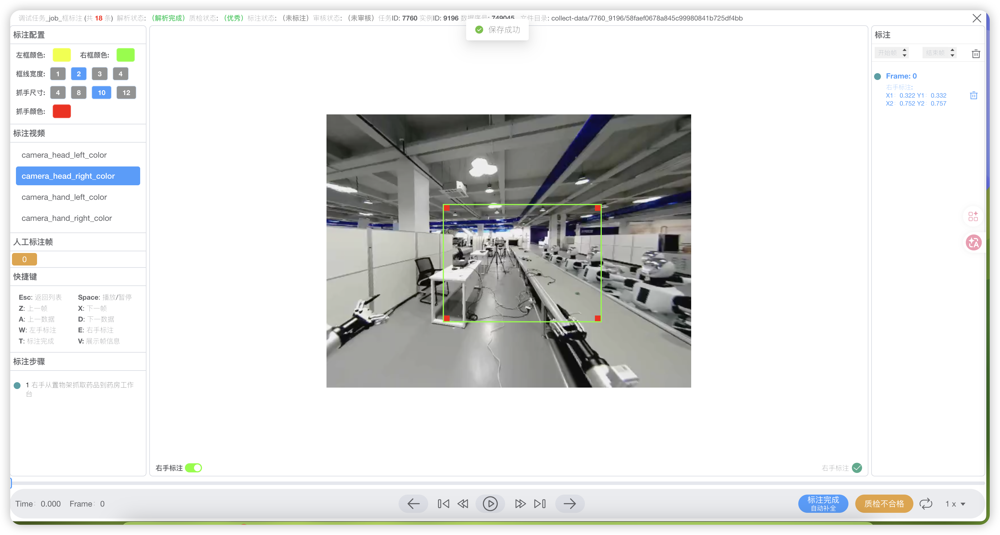 调试任务_job_框标注 (共 18 条) 解析状态: (解析完成) 质检状态: (优秀) 标注状态: (未标注) 审核状态: (未审核) 任务ID: 7760 实例ID: 9196 数据序号: 749045 文件目录: collect-data/7760_9196/58faef0678a845c99980841b725df4bb
保存成功
标注配置
左框颜色: 右框颜色:
框线宽度: 1 2 3 4
抓手尺寸: 4 8 10 12
抓手颜色:
标注视频
camera_head_left_color
camera_head_right_color
camera_hand_left_color
camera_hand_right_color
人工标注帧
0
快捷键
Esc: 返回列表 Space: 播放/暂停
Z: 上一帧 X: 下一帧
A: 上一数据 D: 下一数据
W: 左手标注 E: 右手标注
T: 标注完成 V: 展示帧信息
标注步骤
1 右手从置物架抓取药品到药房工作
台
右手标注
右手标注
标注
开始帧 结束帧
Frame: 0
右手标注:
X1: 0.322 Y1: 0.332
X2: 0.752 Y2: 0.757
Time: 0.000 Frame: 0
标注完成
自动补全
质检不合格
1 x